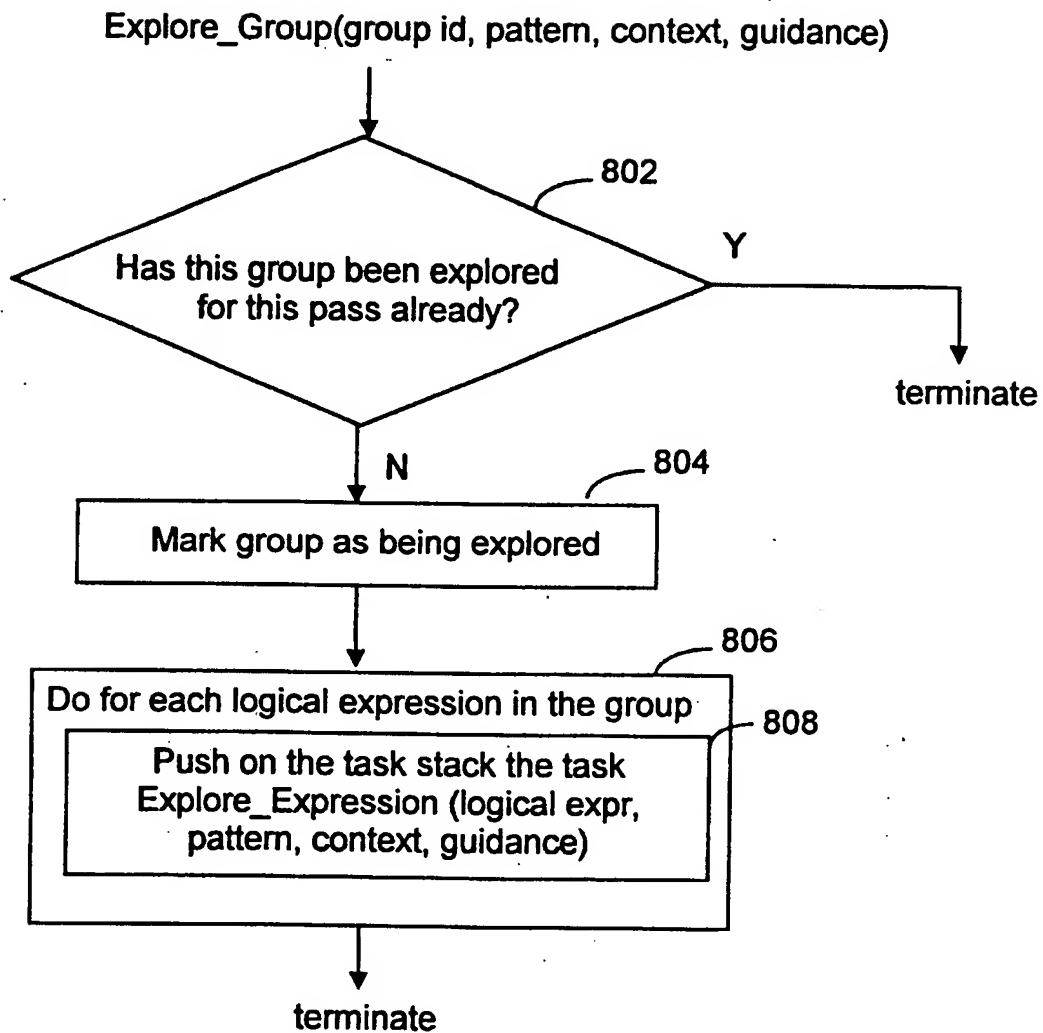 Explore_Group(group id, pattern, context, guidance)
802
Has this group been explored
for this pass already?
Y
terminate
N
804
Mark group as being explored
806
Do for each logical expression in the group
808
Push on the task stack the task
Explore_Expression (logical expr,
pattern, context, guidance)
terminate